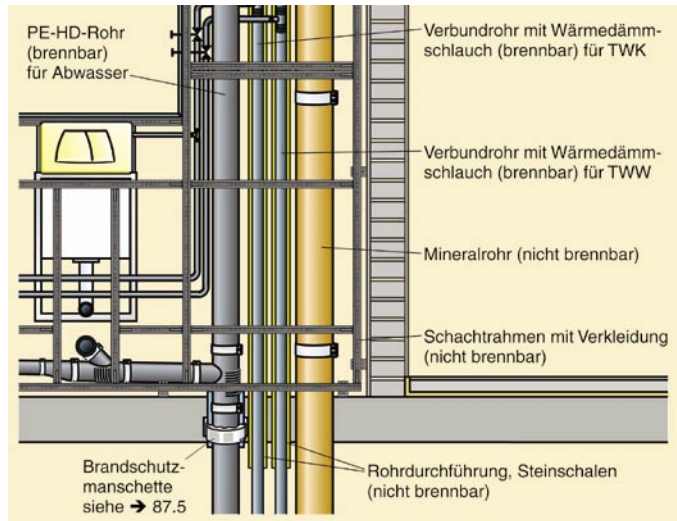 PE-HD-Rohr
(brennbar)
für Abwasser
Verbundrohr mit Wärmedämm-
schlauch (brennbar) für TWK
Verbundrohr mit Wärmedämm-
schlauch (brennbar) für TWW
Mineralrohr (nicht brennbar)
Schachtrahmen mit Verkleidung
(nicht brennbar)
Brandschutz-
manschette
siehe ➔ 87.5
Rohrdurchführung, Steinschalen
(nicht brennbar)